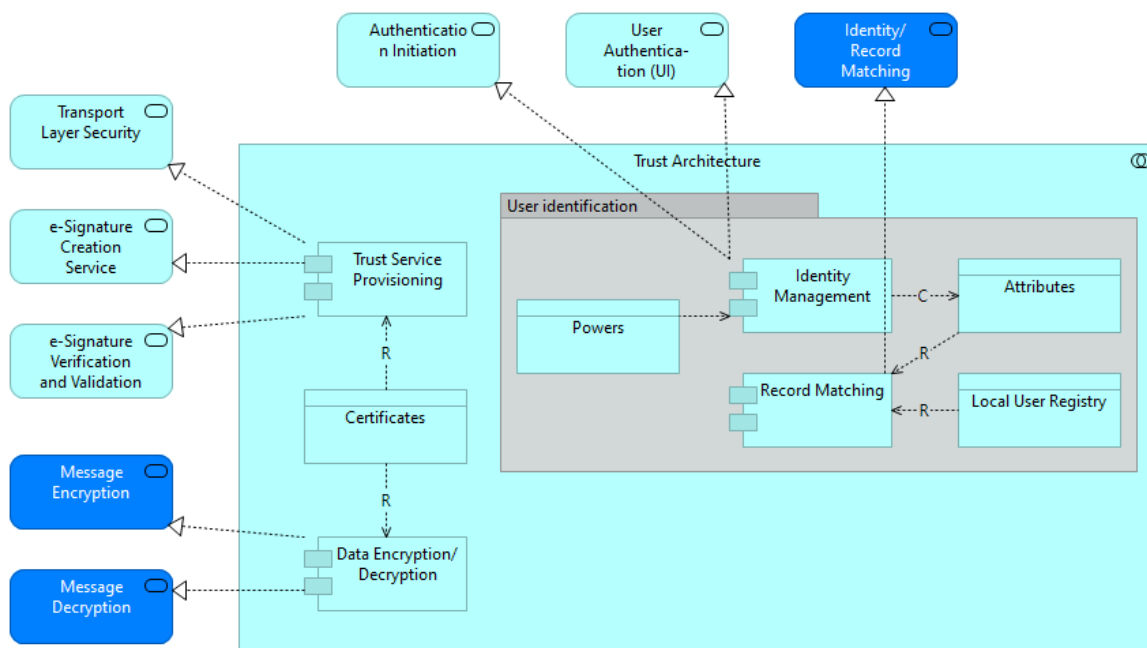 Authenticatio
n Initiation
User
Authentica-
tion (UI)
Identity/
Record
Matching
Transport
Layer Security
Trust Architecture
User identification
e-Signature
Creation
Service
Trust Service
Provisioning
Identity
Management
C
Attributes
Powers
e-Signature
Verification
and Validation
R
R
Certificates
Record Matching
R
Local User Registry
Message
Encryption
R
Data Encryption/
Decryption
Message
Decryption